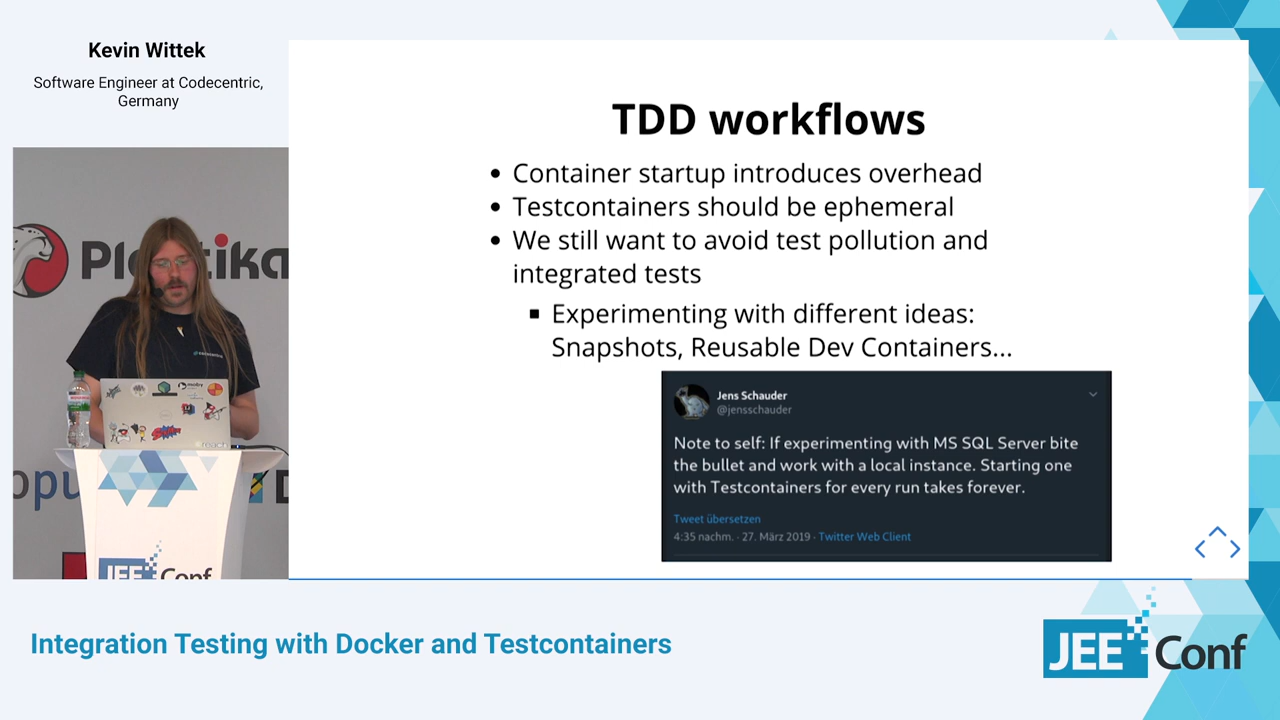 Kevin Wittek
Software Engineer at Codecentric,
Germany
TDD workflows
• Container startup introduces overhead
• Testcontainers should be ephemeral
• We still want to avoid test pollution and
integrated tests
▪ Experimenting with different ideas:
Snapshots, Reusable Dev Containers...
Jens Schauder
@jensschauder
Note to self: If experimenting with MS SQL Server bite
the bullet and work with a local instance. Starting one
with Testcontainers for every run takes forever.
Tweet übersetzen
4:35 nachm. · 27. März 2019 · Twitter Web Client
JEE Conf
Integration Testing with Docker and Testcontainers
JEE Conf